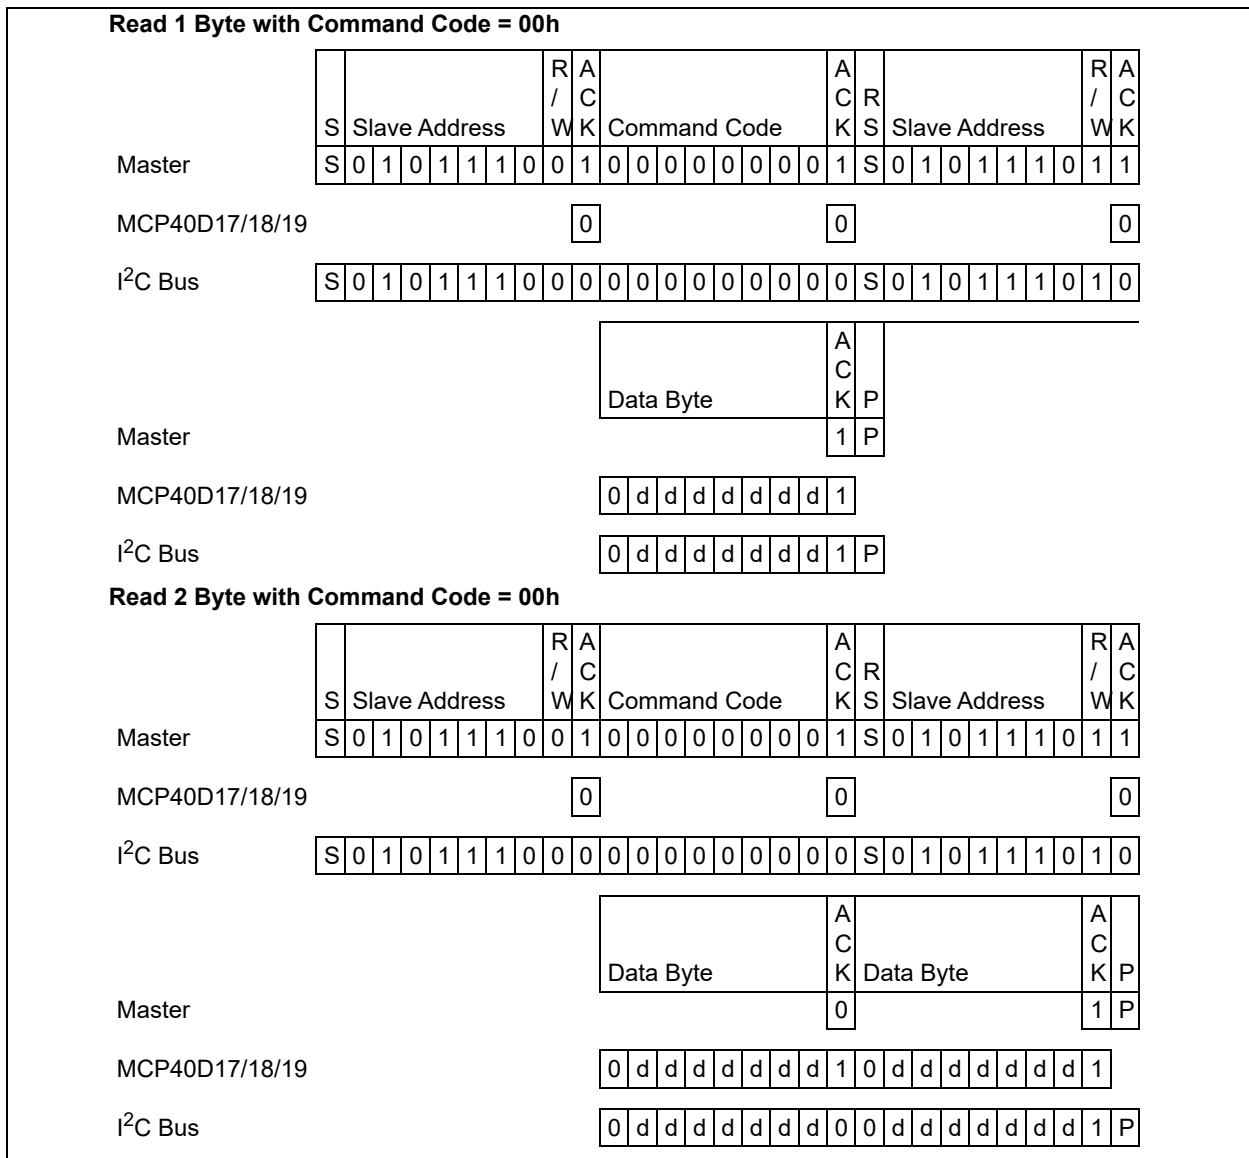 Read 1 Byte with Command Code = 00h
R A A R A
/ C C R / C
S Slave Address W K Command Code K S Slave Address W K
Master S 0 1 0 1 1 1 0 0 1 0 0 0 0 0 0 0 0 1 S 0 1 0 1 1 1 0 1 1
MCP40D17/18/19 0 0 0
I2C Bus S 0 1 0 1 1 1 0 0 0 0 0 0 0 0 0 0 0 0 S 0 1 0 1 1 1 0 1 0
A
C
Data Byte K P
Master 1 P
MCP40D17/18/19 0 d d d d d d d 1
I2C Bus 0 d d d d d d d 1 P
Read 2 Byte with Command Code = 00h
R A A R A
/ C C R / C
S Slave Address W K Command Code K S Slave Address W K
Master S 0 1 0 1 1 1 0 0 1 0 0 0 0 0 0 0 0 1 S 0 1 0 1 1 1 0 1 1
MCP40D17/18/19 0 0 0
I2C Bus S 0 1 0 1 1 1 0 0 0 0 0 0 0 0 0 0 0 0 S 0 1 0 1 1 1 0 1 0
A A
C C
Data Byte K Data Byte K P
Master 0 1 P
MCP40D17/18/19 0 d d d d d d d 1 0 d d d d d d d 1
I2C Bus 0 d d d d d d d 0 0 d d d d d d d 1 P